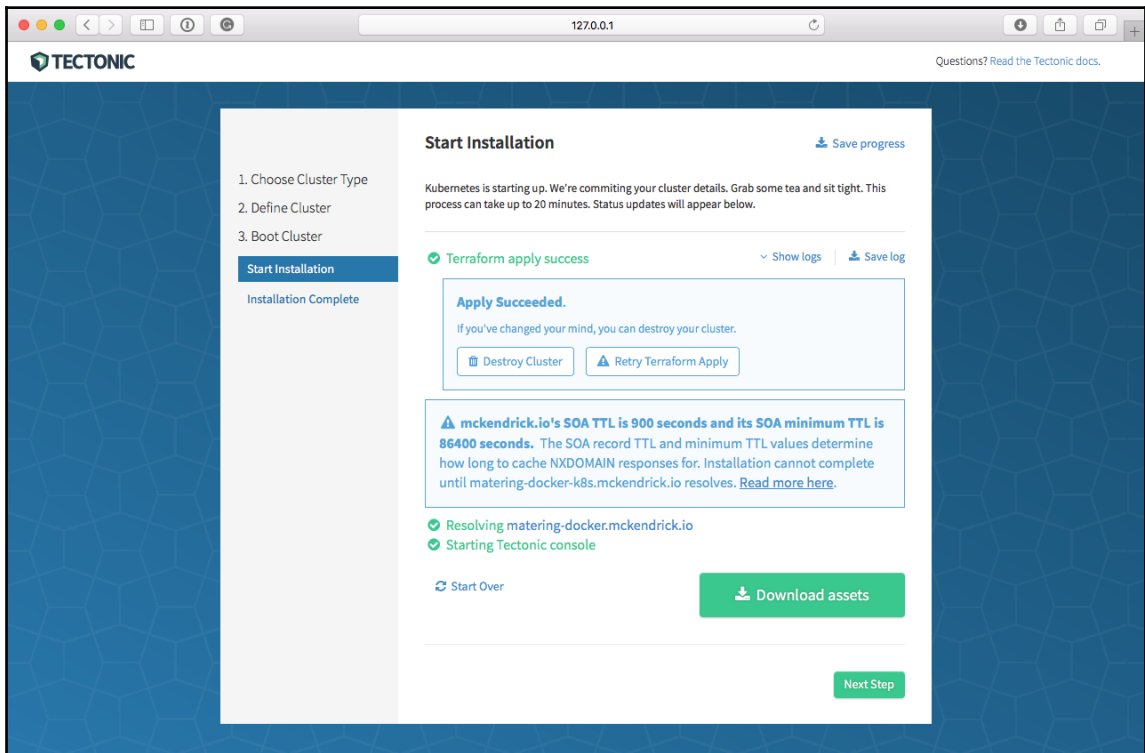 127.0.0.1
TECTONIC
Questions? Read the Tectonic docs.
1. Choose Cluster Type
2. Define Cluster
3. Boot Cluster
Start Installation
Installation Complete
Start Installation
Save progress
Kubernetes is starting up. We're commiting your cluster details. Grab some tea and sit tight. This
process can take up to 20 minutes. Status updates will appear below.
Terraform apply success
Show logs
Save log
Apply Succeeded.
If you've changed your mind, you can destroy your cluster.
Destroy Cluster
Retry Terraform Apply
mckendrick.io's SOA TTL is 900 seconds and its SOA minimum TTL is
86400 seconds. The SOA record TTL and minimum TTL values determine
how long to cache NXDOMAIN responses for. Installation cannot complete
until matering-docker-k8s.mckendrick.io resolves. Read more here.
Resolving matering-docker.mckendrick.io
Starting Tectonic console
Start Over
Download assets
Next Step